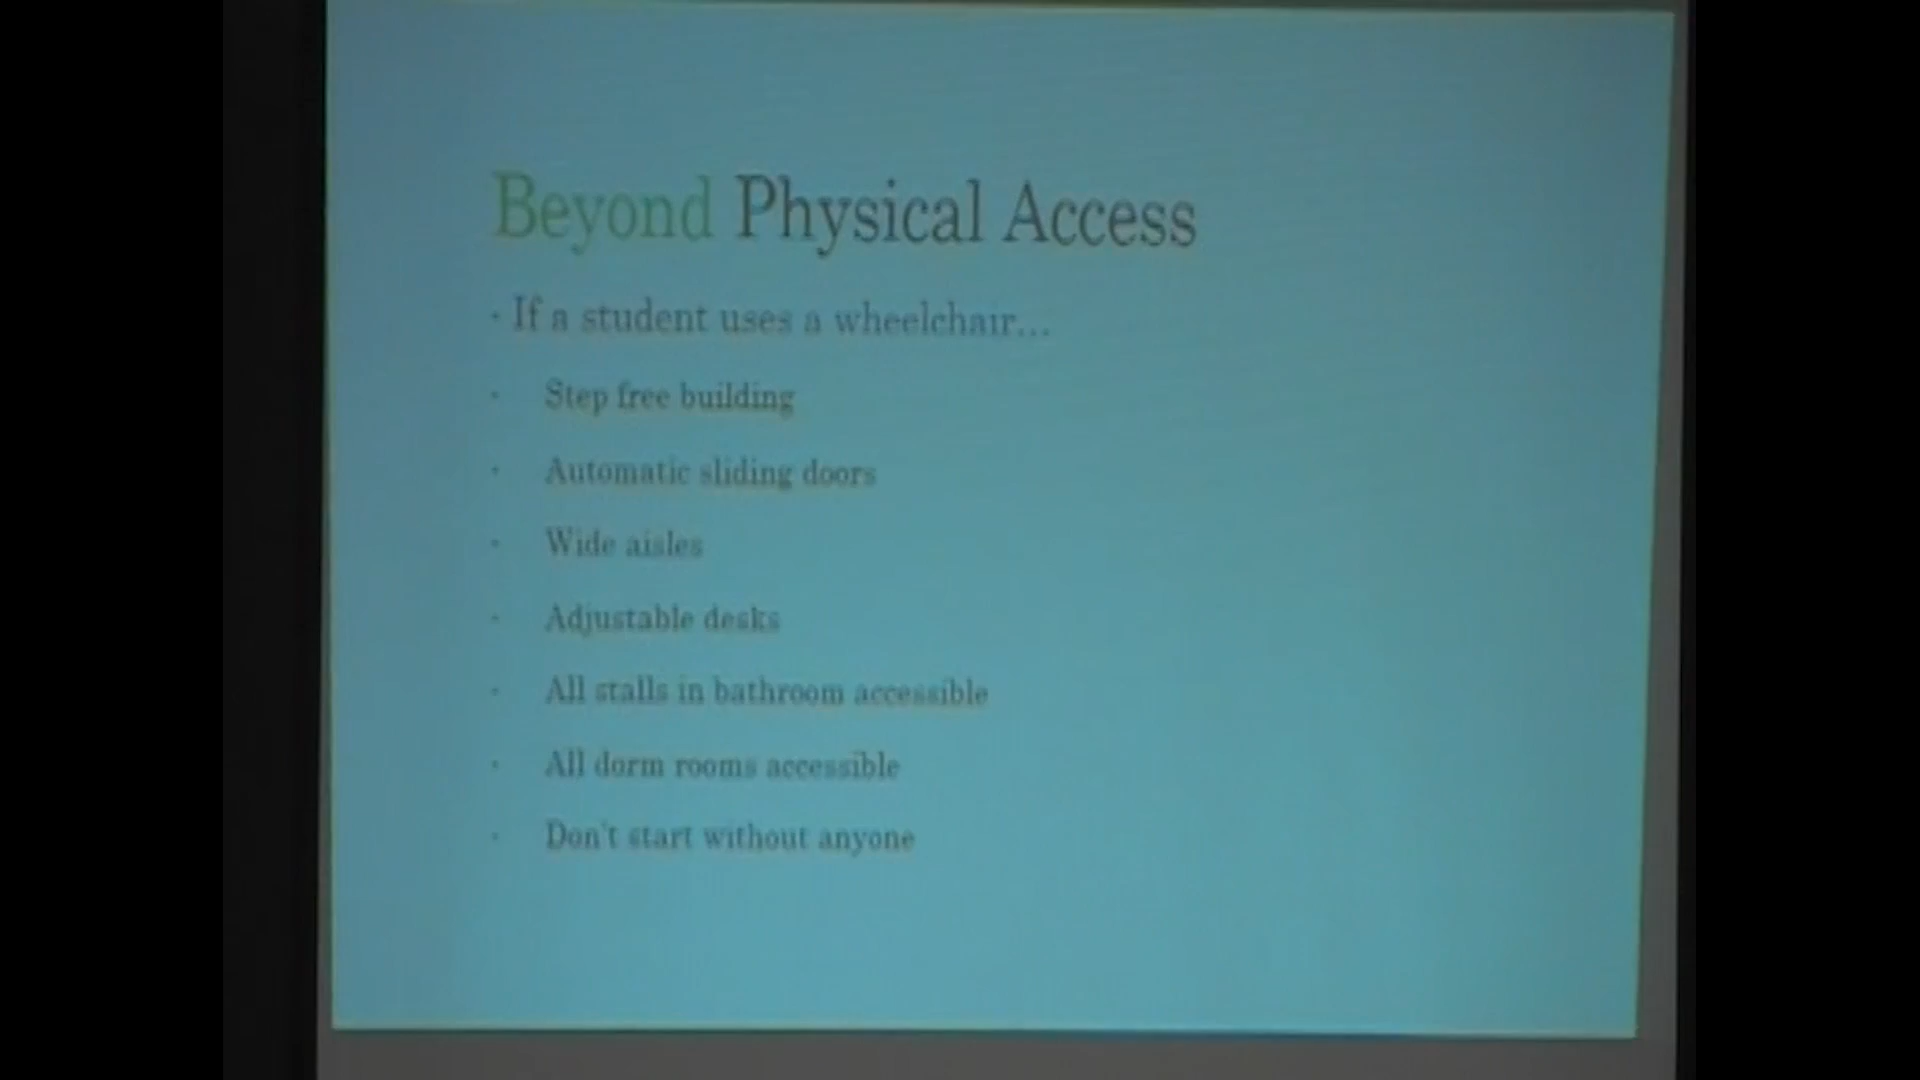 Beyond Physical Access
· If a student uses a wheelchair...
· Step free building
· Automatic sliding doors
· Wide aisles
· Adjustable desks
· All stalls in bathroom accessible
· All dorm rooms accessible
· Don't start without anyone